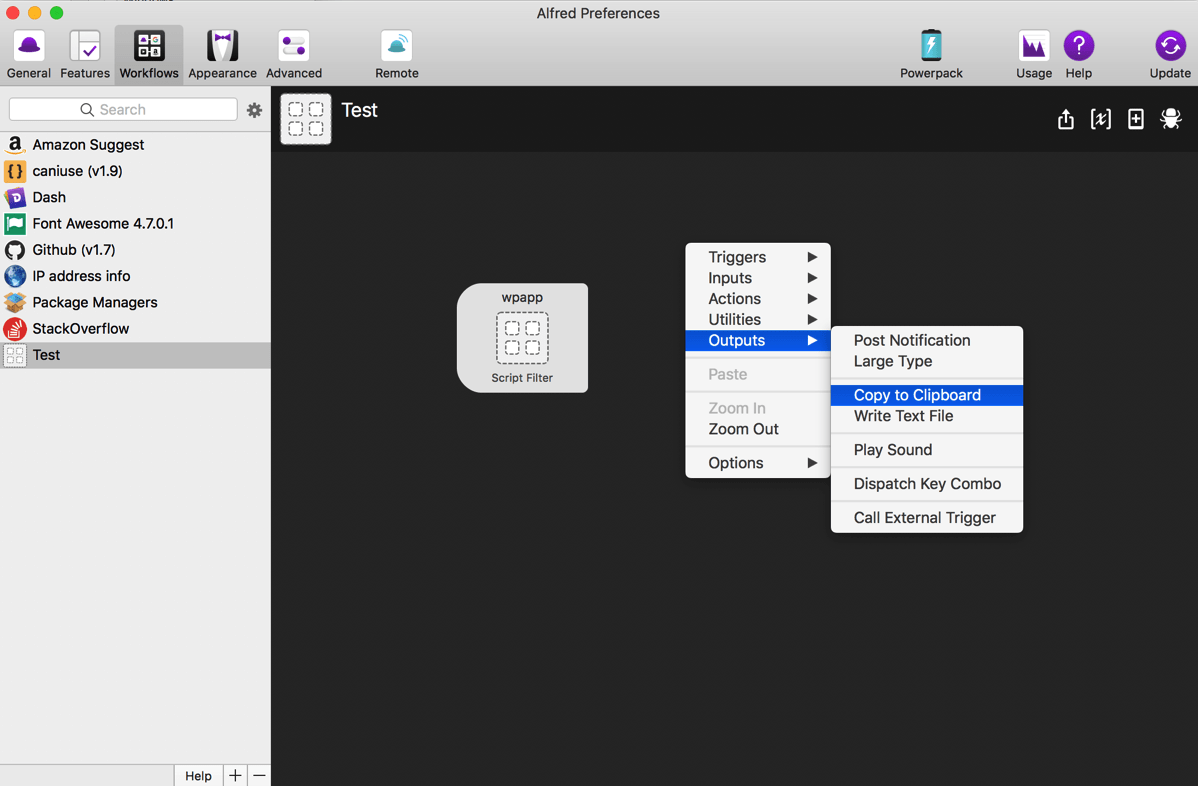 Alfred Preferences
General
Features
Workflows
Appearance
Advanced
Remote
Powerpack
Usage
Help
Update
Search
Test
Amazon Suggest
caniuse (v1.9)
Dash
Font Awesome 4.7.0.1
Github (v1.7)
IP address info
Package Managers
StackOverflow
Test
wpapp
Script Filter
Triggers
Inputs
Actions
Utilities
Outputs
Paste
Zoom In
Zoom Out
Options
Post Notification
Large Type
Copy to Clipboard
Write Text File
Play Sound
Dispatch Key Combo
Call External Trigger
Help